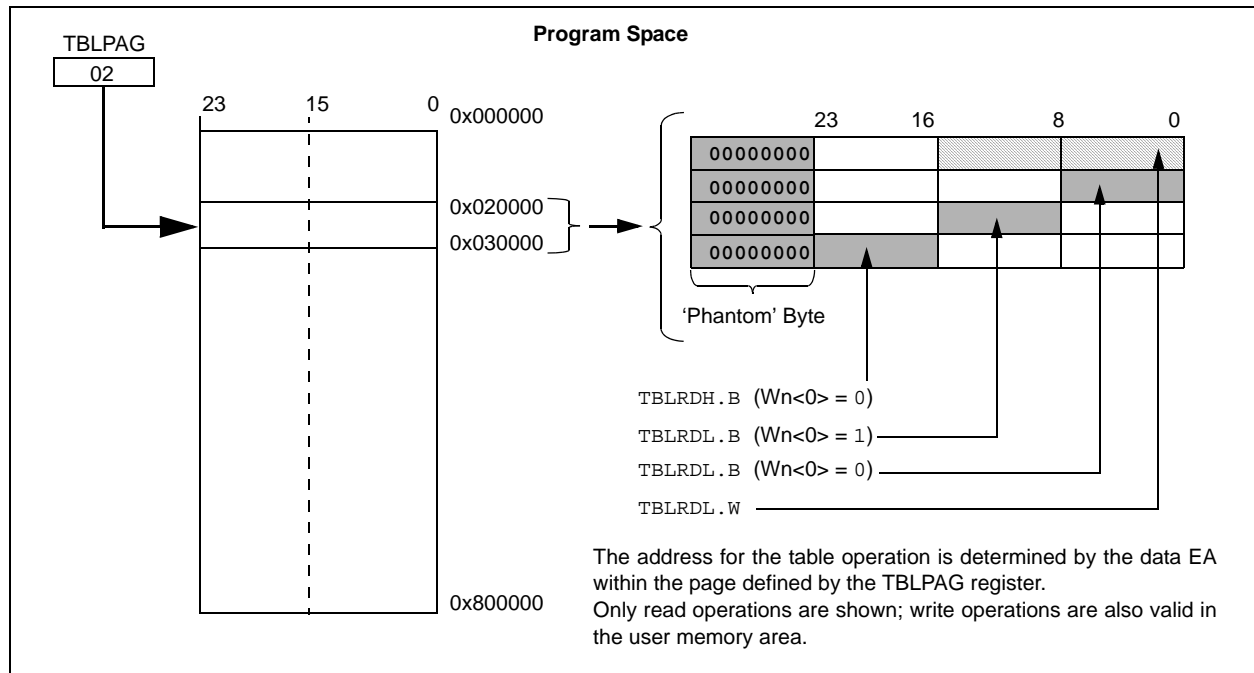 Program Space
TBLPAG
02
23 15 0
0x000000
0x020000
0x030000
0x800000
23 16 8 0
00000000
00000000
00000000
00000000
‘Phantom’ Byte
TBLRDH.B (Wn<0> = 0)
TBLRDL.B (Wn<0> = 1)
TBLRDL.B (Wn<0> = 0)
TBLRDL.W
The address for the table operation is determined by the data EA
within the page defined by the TBLPAG register.
Only read operations are shown; write operations are also valid in
the user memory area.